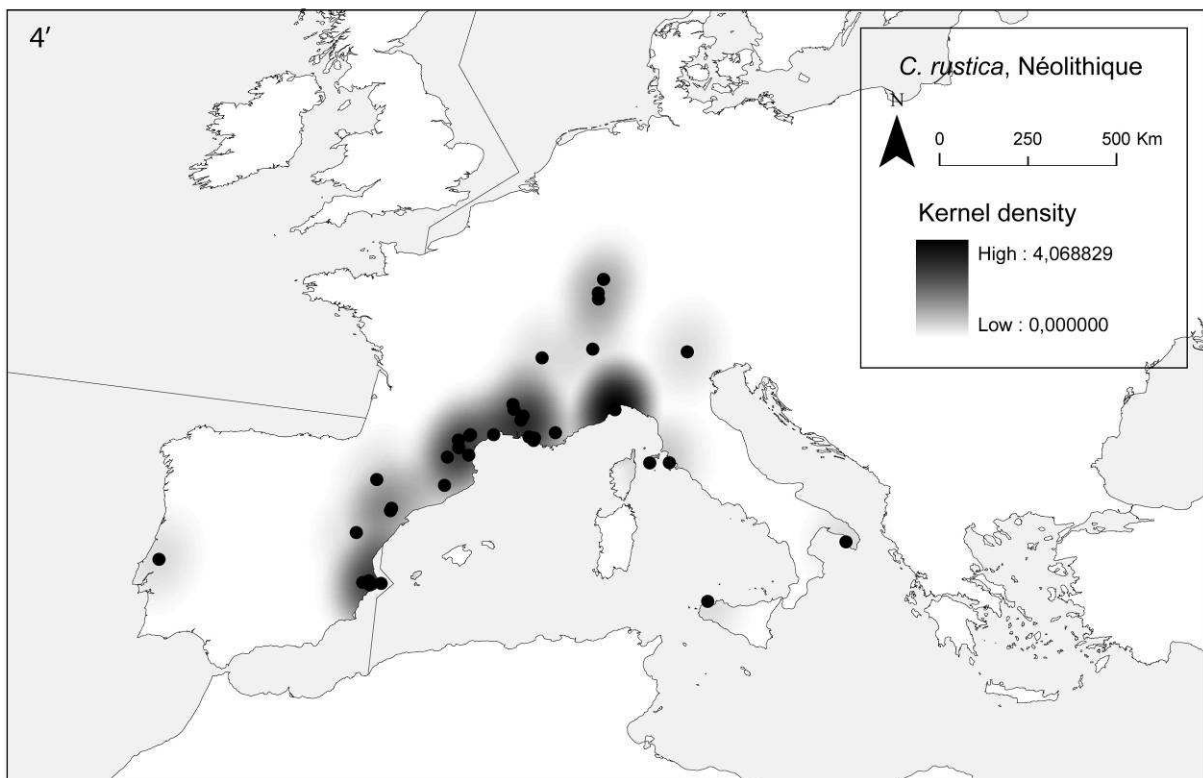 4′
C. rustica, Néolithique
N
0 250 500 Km
Kernel density
High : 4,068829
Low : 0,000000